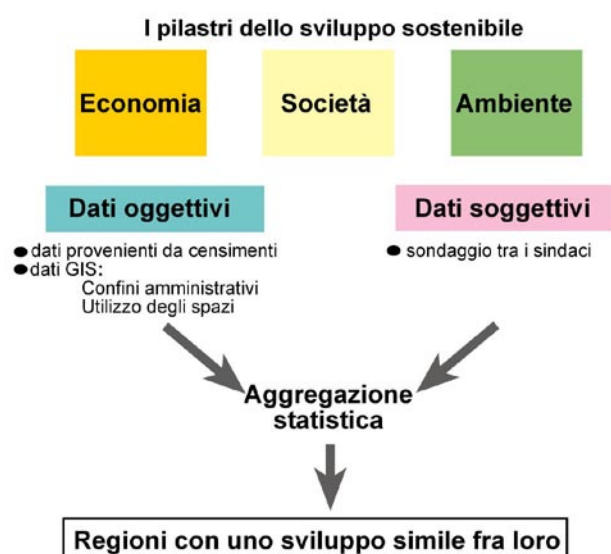 I pilastri dello sviluppo sostenibile
Economia
Società
Ambiente
Dati oggettivi
● dati provenienti da censimenti
● dati GIS:
Confini amministrativi
Utilizzo degli spazi
Dati soggettivi
● sondaggio tra i sindaci
Aggregazione
statistica
Regioni con uno sviluppo simile fra loro